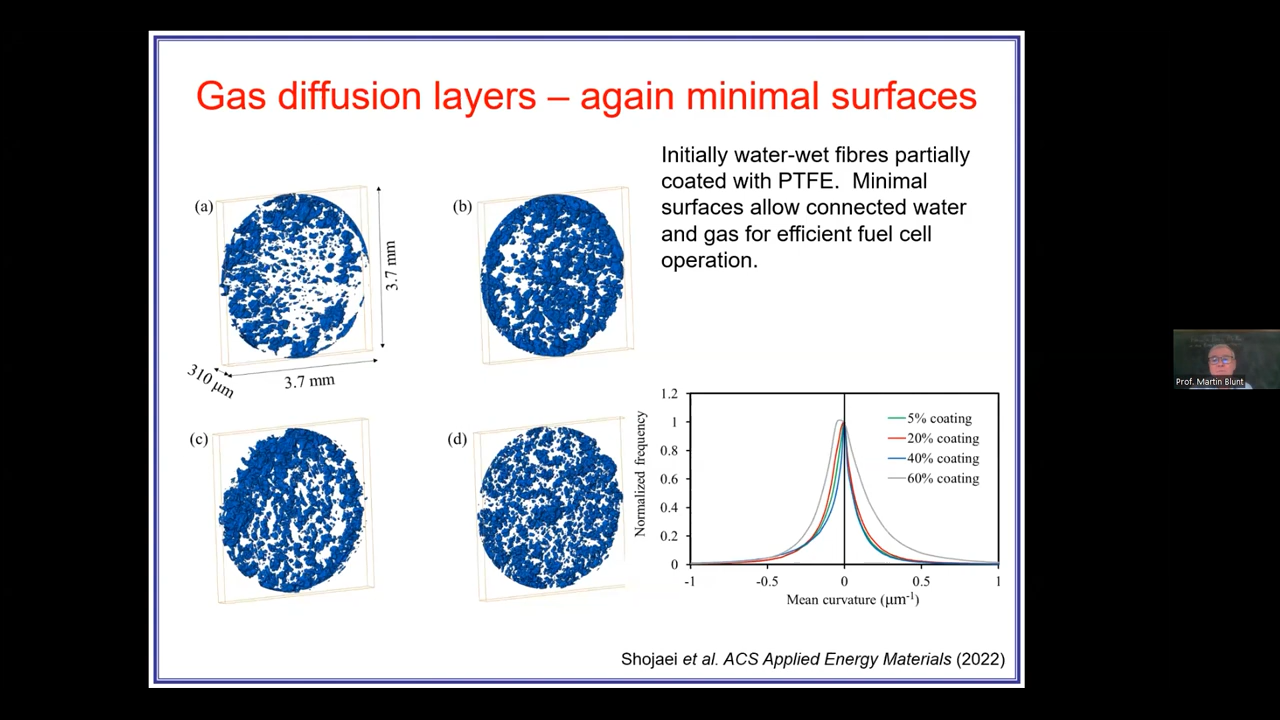 Gas diffusion layers – again minimal surfaces
Initially water-wet fibres partially
coated with PTFE.  Minimal
surfaces allow connected water
and gas for efficient fuel cell
operation.
(a)
3.7 mm
310 μm
3.7 mm
(b)
(c)
(d)
Normalized frequency
1.2
1
0.8
0.6
0.4
0.2
0
-1
-0.5
0
0.5
1
Mean curvature (μm⁻¹)
5% coating
20% coating
40% coating
60% coating
Shojaei et al. ACS Applied Energy Materials (2022)
Prof. Martin Blunt